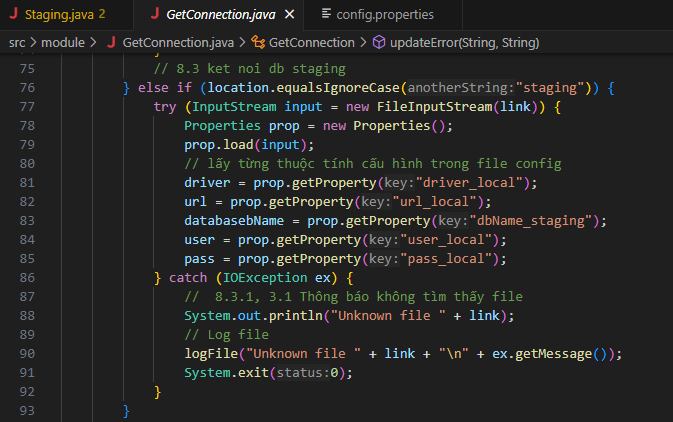 Staging.java 2 GetConnection.java config.properties
src > module > GetConnection.java > GetConnection > updateError(String, String)
75 // 8.3 ket noi db staging
76 } else if (location.equalsIgnoreCase(anotherString:"staging")) {
77 try (InputStream input = new FileInputStream(link)) {
78 Properties prop = new Properties();
79 prop.load(input);
80 // lấy từng thuộc tính cấu hình trong file config
81 driver = prop.getProperty(key:"driver_local");
82 url = prop.getProperty(key:"url_local");
83 databasebName = prop.getProperty(key:"dbName_staging");
84 user = prop.getProperty(key:"user_local");
85 pass = prop.getProperty(key:"pass_local");
86 } catch (IOException ex) {
87 // 8.3.1, 3.1 Thông báo không tìm thấy file
88 System.out.println("Unknown file " + link);
89 // Log file
90 logFile("Unknown file " + link + "\n" + ex.getMessage());
91 System.exit(status:0);
92 }
93 }